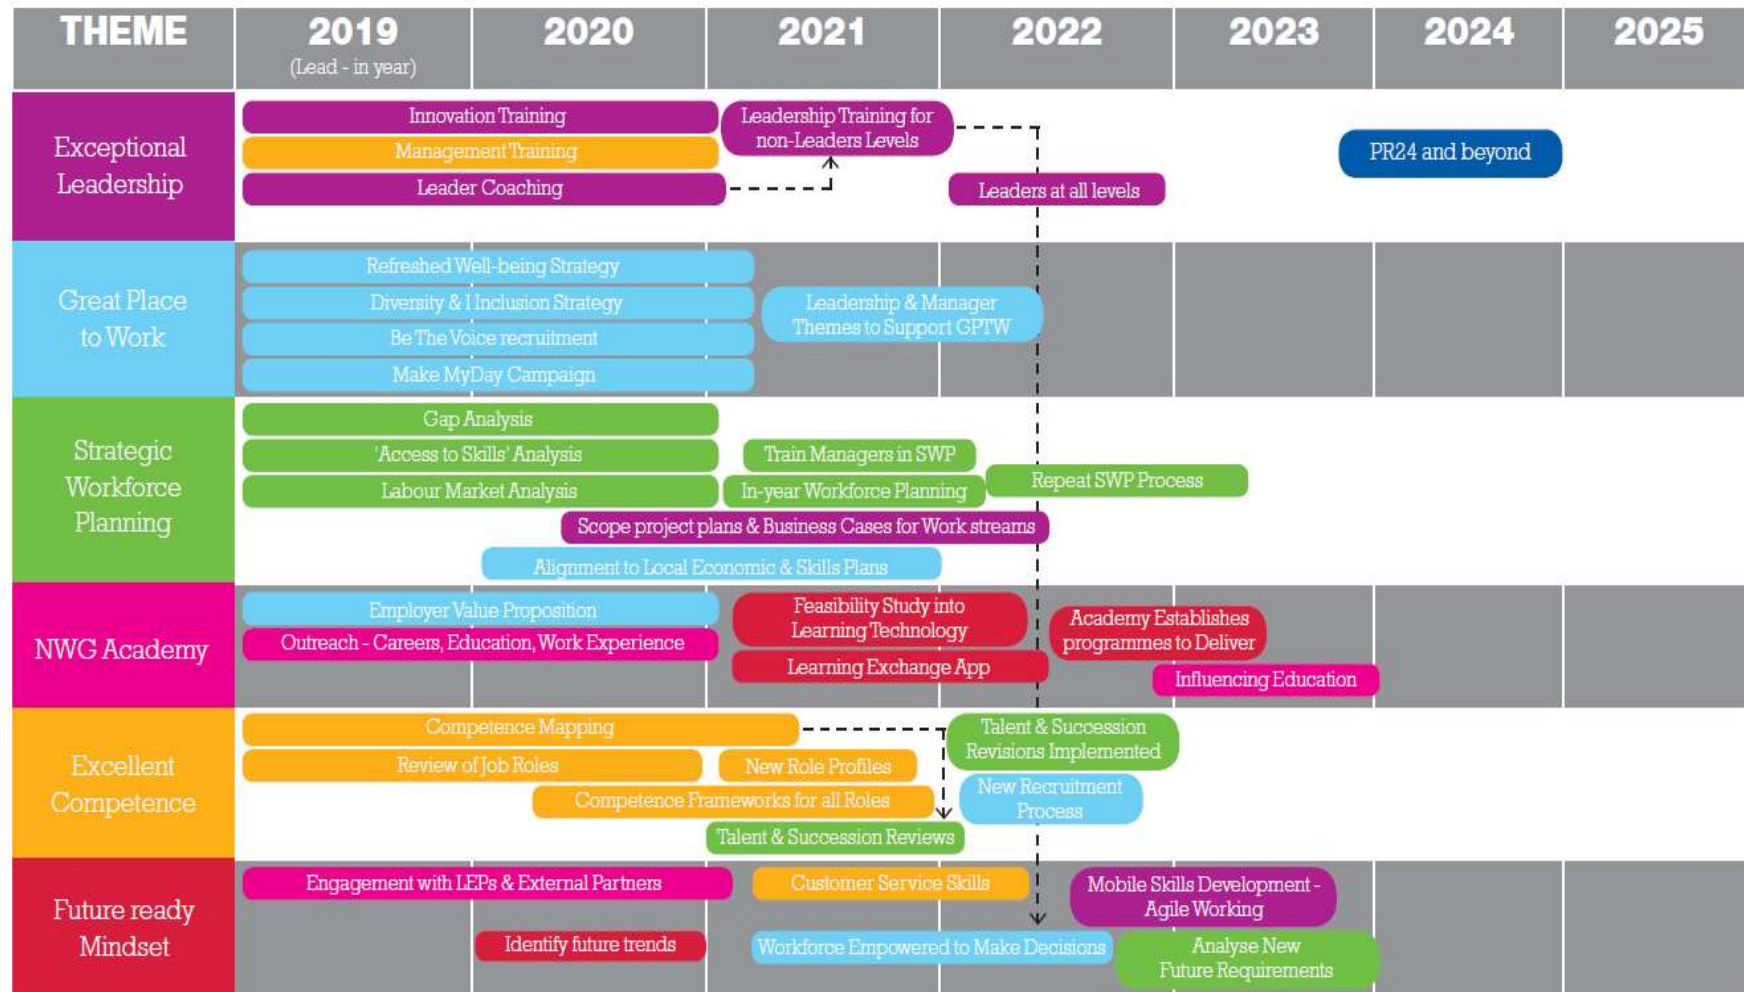 THEME
2019
(Lead - in year)
2020
2021
2022
2023
2024
2025
Exceptional
Leadership
Innovation Training
Management Training
Leader Coaching
Leadership Training for
non-Leaders Levels
Leaders at all levels
PR24 and beyond
Great Place
to Work
Refreshed Well-being Strategy
Diversity & I Inclusion Strategy
Be The Voice recruitment
Make MyDay Campaign
Leadership & Manager
Themes to Support GPTW
Strategic
Workforce
Planning
Gap Analysis
'Access to Skills' Analysis
Labour Market Analysis
Train Managers in SWP
In-year Workforce Planning
Repeat SWP Process
Scope project plans & Business Cases for Work streams
Alignment to Local Economic & Skills Plans
NWG Academy
Employer Value Proposition
Outreach - Careers, Education, Work Experience
Feasibility Study into
Learning Technology
Learning Exchange App
Academy Establishes
programmes to Deliver
Influencing Education
Excellent
Competence
Competence Mapping
Review of Job Roles
New Role Profiles
Competence Frameworks for all Roles
Talent & Succession Reviews
Talent & Succession
Revisions Implemented
New Recruitment
Process
Future ready
Mindset
Engagement with LEPs & External Partners
Identify future trends
Customer Service Skills
Workforce Empowered to Make Decisions
Mobile Skills Development -
Agile Working
Analyse New
Future Requirements